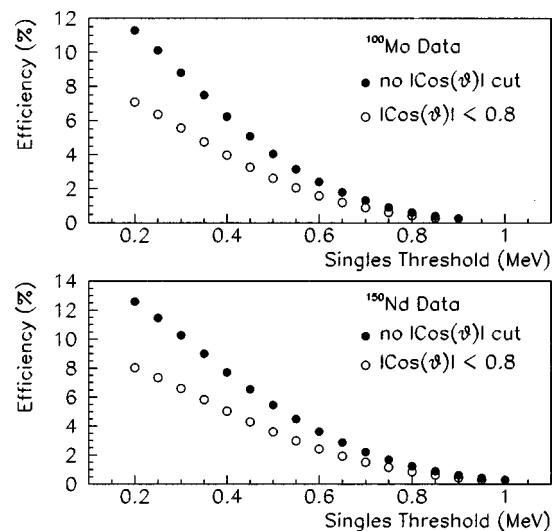 Efficiency (%)
12
10
8
6
4
2
0
¹⁰⁰Mo Data
● no |Cos(ϑ)| cut
○ |Cos(ϑ)| < 0.8
0.2 0.4 0.6 0.8 1
Singles Threshold (MeV)
Efficiency (%)
14
12
10
8
6
4
2
0
¹⁵⁰Nd Data
● no |Cos(ϑ)| cut
○ |Cos(ϑ)| < 0.8
0.2 0.4 0.6 0.8 1
Singles Threshold (MeV)